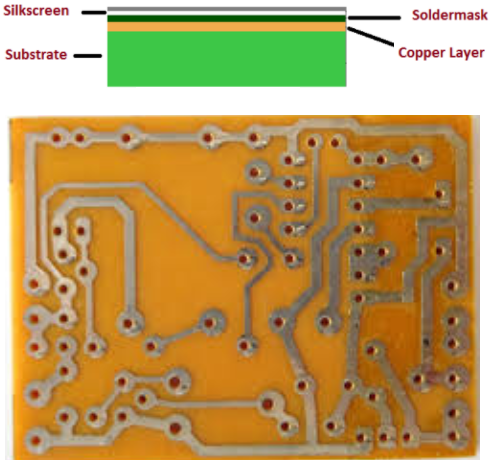 Silkscreen
Soldermask
Copper Layer
Substrate